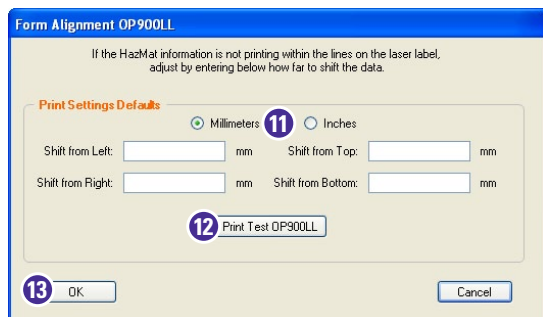 Form Alignment OP900LL
If the HazMat information is not printing within the lines on the laser label,
adjust by entering below how far to shift the data.
Print Settings Defaults
Millimeters 11 Inches
Shift from Left: mm Shift from Top: mm
Shift from Right: mm Shift from Bottom: mm
12 Print Test OP900LL
13 OK Cancel